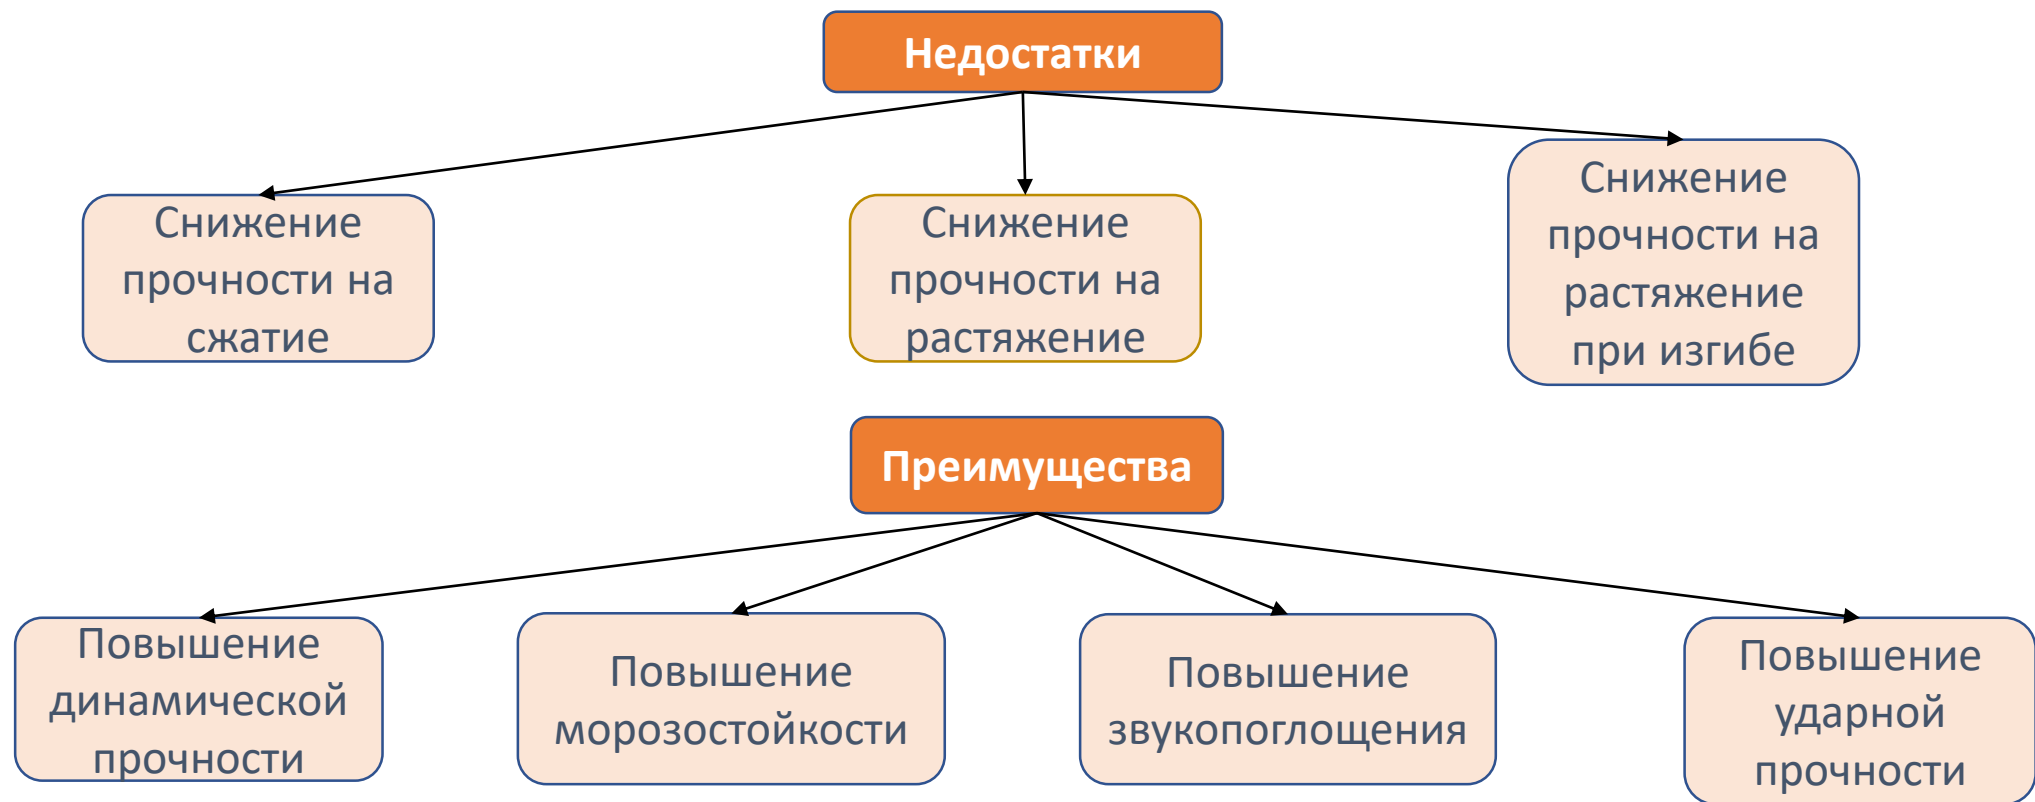 Недостатки
Снижение
прочности на
сжатие
Снижение
прочности на
растяжение
Снижение
прочности на
растяжение
при изгибе
Преимущества
Повышение
динамической
прочности
Повышение
морозостойкости
Повышение
звукопоглощения
Повышение
ударной
прочности